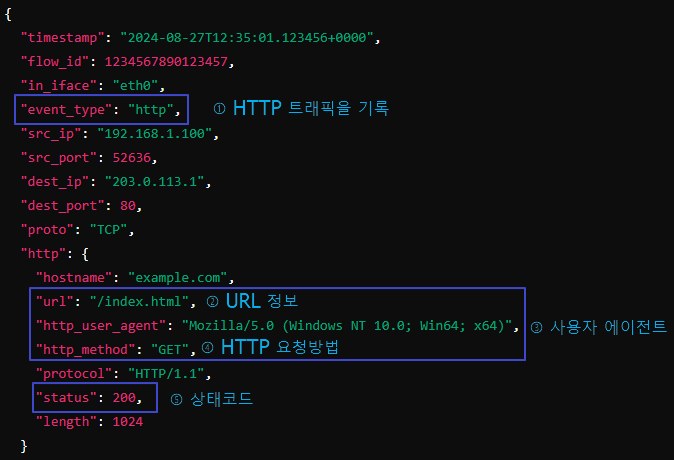 {
"timestamp": "2024-08-27T12:35:01.123456+0000",
"flow_id": 1234567890123457,
"in_iface": "eth0",
"event_type": "http", ① HTTP 트래픽을 기록
"src_ip": "192.168.1.100",
"src_port": 52636,
"dest_ip": "203.0.113.1",
"dest_port": 80,
"proto": "TCP",
"http": {
"hostname": "example.com",
"url": "/index.html", ② URL 정보
"http_user_agent": "Mozilla/5.0 (Windows NT 10.0; Win64; x64)", ③ 사용자 에이전트
"http_method": "GET", ④ HTTP 요청방법
"protocol": "HTTP/1.1",
"status": 200, ⑤ 상태코드
"length": 1024
}